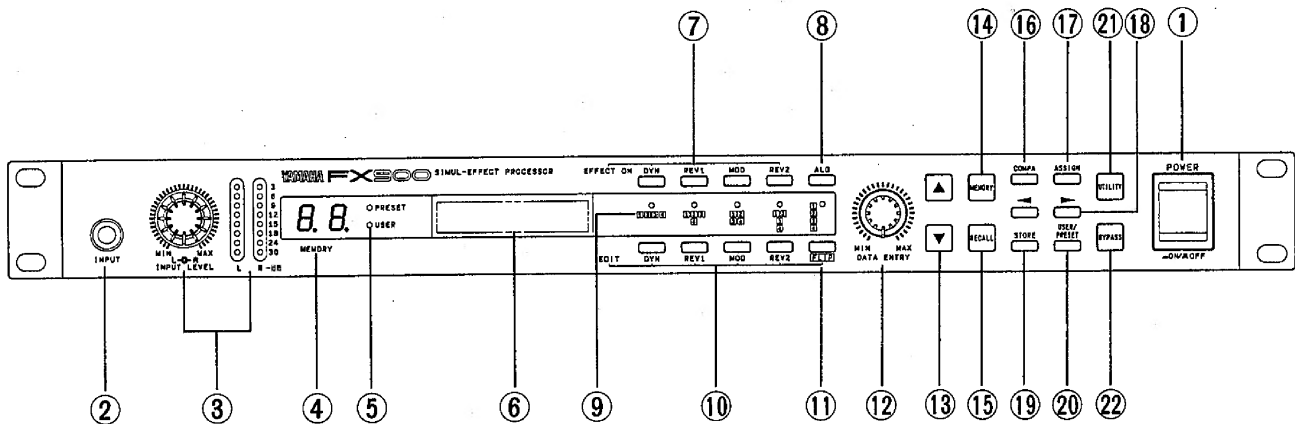 ⑦ ⑧ ⑭ ⑯ ⑰ ㉑ ⑱ ①
YAMAHA FX900 SIMUL-EFFECT PROCESSOR
EFFECT ON DYN REV1 MOD REV2 ALG
COMPA. ASSIGN
POWER
MEMORY UTILITY
8.8. PRESET
USER
MEMORY
3
6
9
12
15
18
24
30
L R -dB
INPUT
MIN MAX
L-O-R
INPUT LEVEL
EDIT DYN REV1 MOD REV2 FLIP
MIN MAX
DATA ENTRY
RECALL STORE USER/
PRESET BYPASS
ON/OFF
⑨
② ③ ④ ⑤ ⑥ ⑩ ⑪ ⑫ ⑬ ⑮ ⑲ ⑳ ㉒